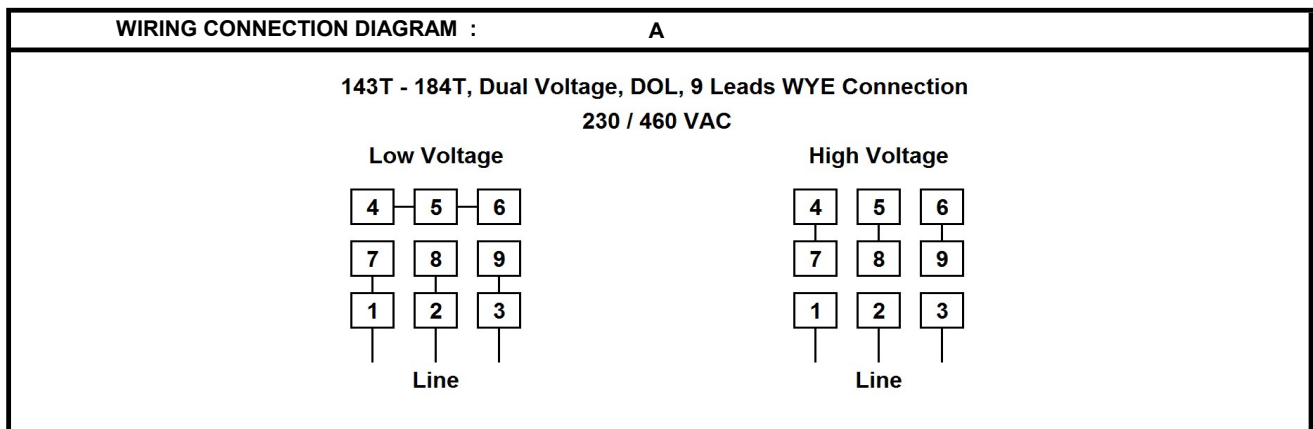 WIRING CONNECTION DIAGRAM : A
143T - 184T, Dual Voltage, DOL, 9 Leads WYE Connection
230 / 460 VAC
Low Voltage
4 5 6
7 8 9
1 2 3
Line
High Voltage
4 5 6
7 8 9
1 2 3
Line